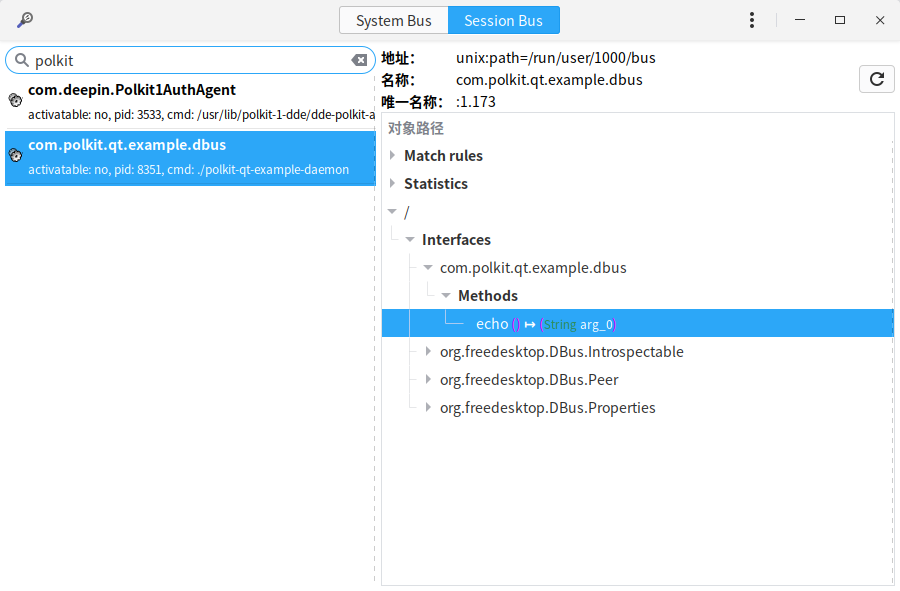 System Bus
Session Bus
polkit
com.deepin.Polkit1AuthAgent
activatable: no, pid: 3533, cmd: /usr/lib/polkit-1-dde/dde-polkit-a
com.polkit.qt.example.dbus
activatable: no, pid: 8351, cmd: ./polkit-qt-example-daemon
地址: unix:path=/run/user/1000/bus
名称: com.polkit.qt.example.dbus
唯一名称: :1.173
对象路径
Match rules
Statistics
/
Interfaces
com.polkit.qt.example.dbus
Methods
echo () ↦ (String arg_0)
org.freedesktop.DBus.Introspectable
org.freedesktop.DBus.Peer
org.freedesktop.DBus.Properties